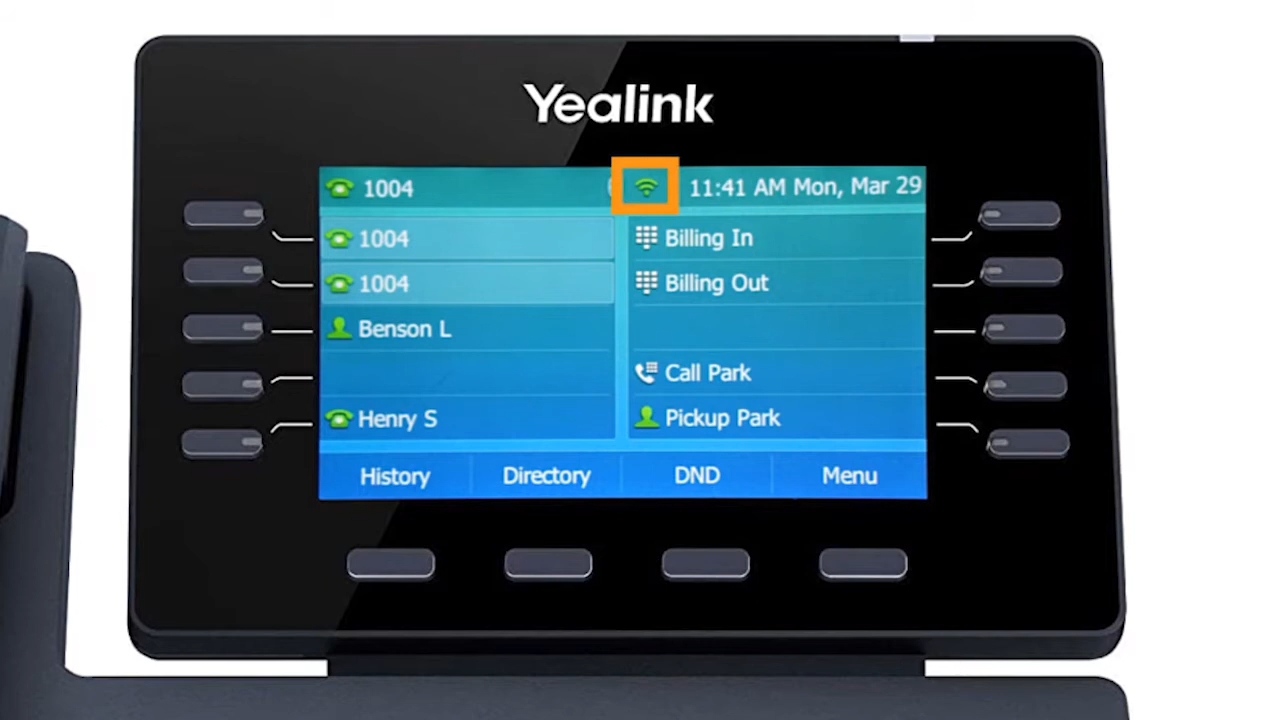 Yealink
1004 11:41 AM Mon, Mar 29
1004 Billing In
1004 Billing Out
Benson L
Call Park
Henry S Pickup Park
History Directory DND Menu